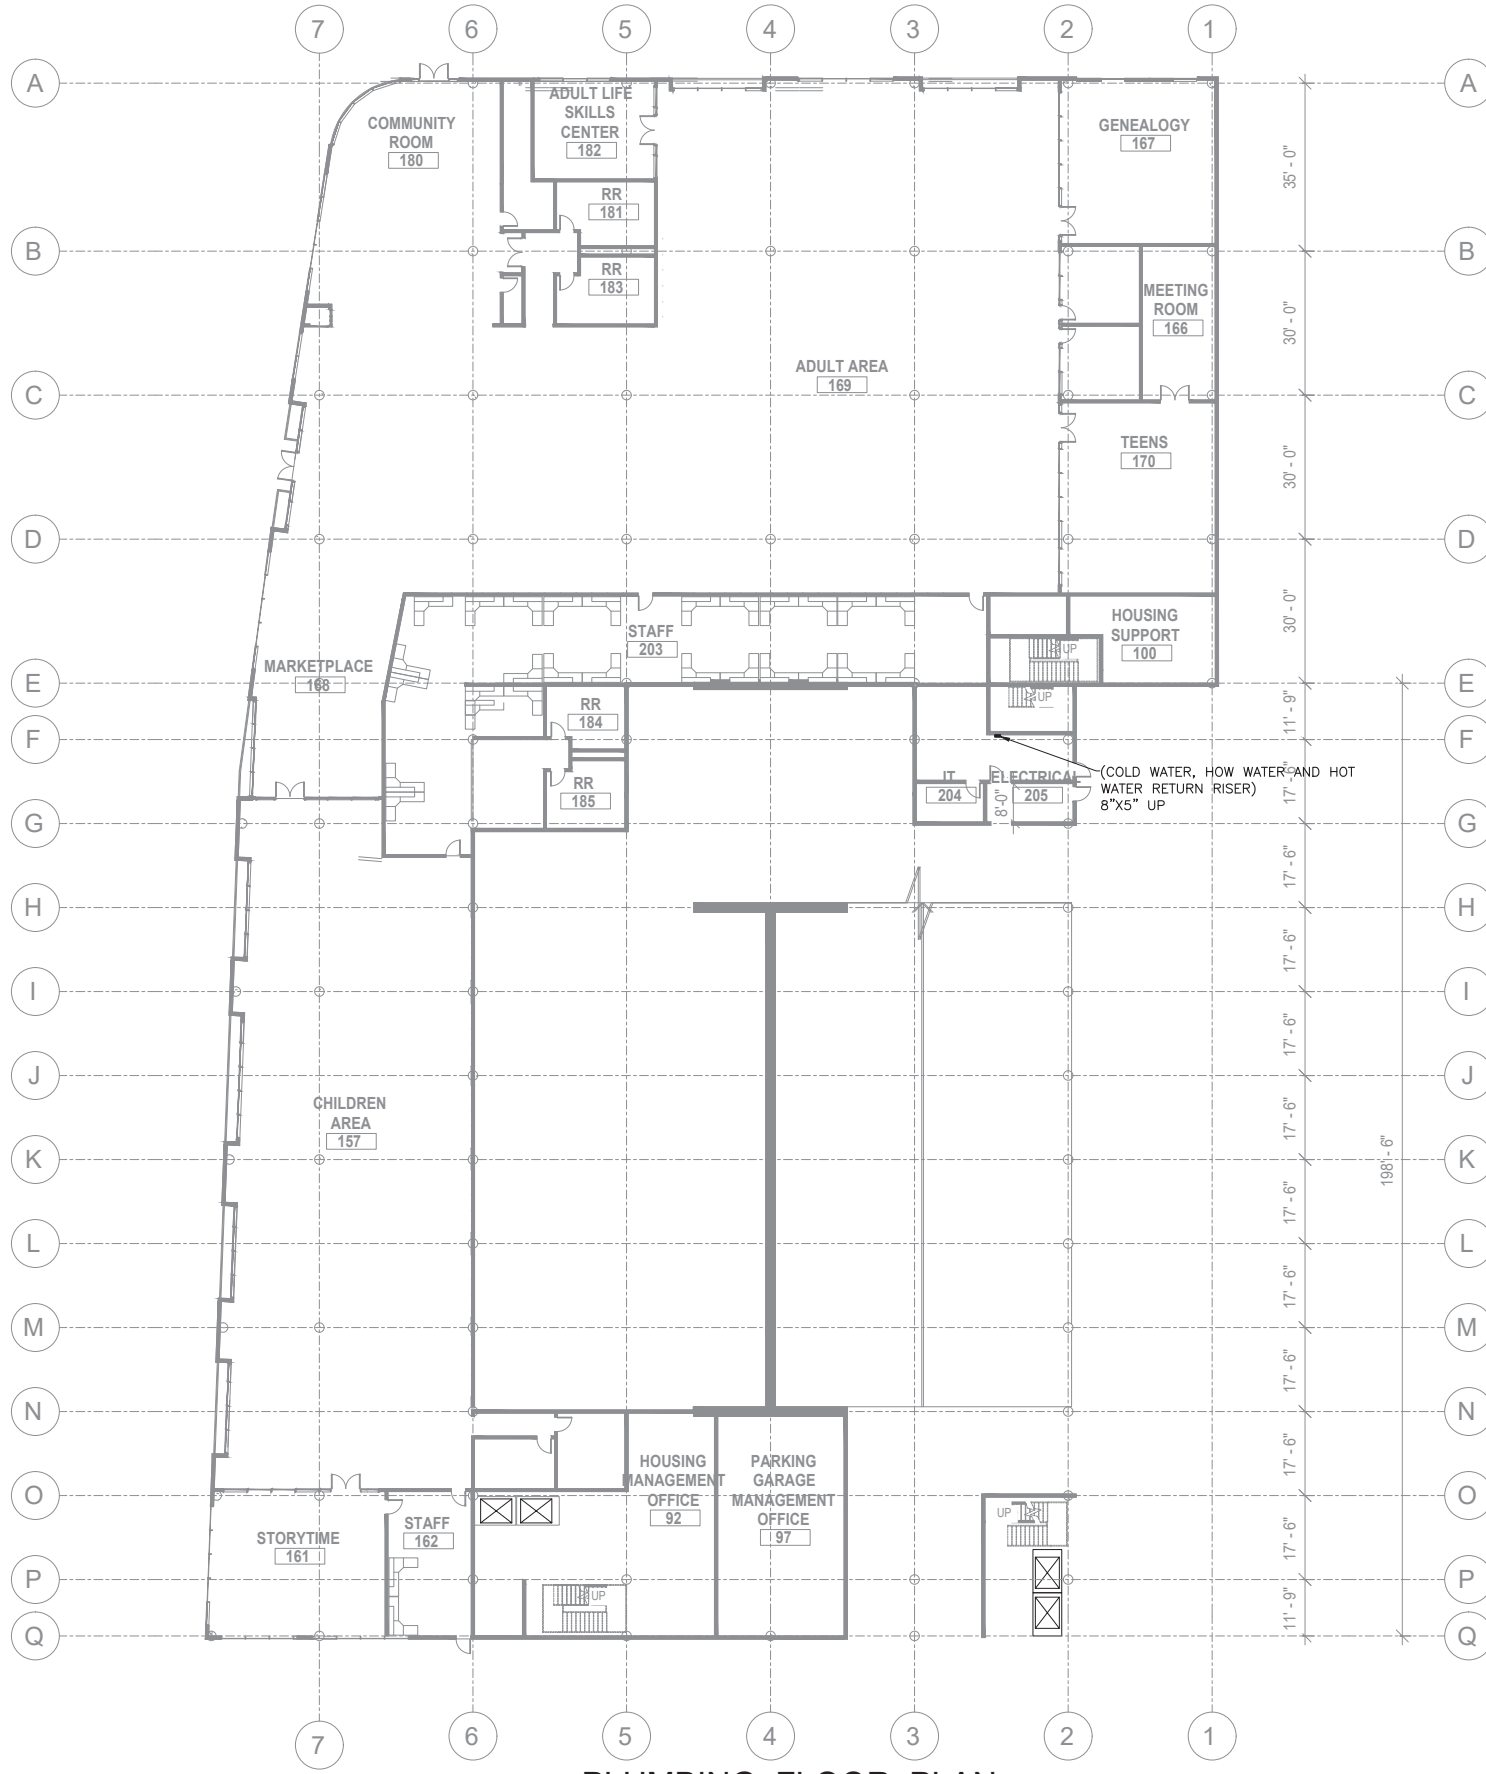 7 6 5 4 3 2 1
A A
ADULT LIFE
SKILLS
CENTER
182
COMMUNITY
ROOM
180
GENEALOGY
167
35' - 0"
RR
181
B B
RR
183
MEETING
ROOM
166
30' - 0"
ADULT AREA
169
C C
TEENS
170
30' - 0"
D D
STAFF
203
HOUSING
SUPPORT
100
UP
30' - 0"
MARKETPLACE
168
E E
UP
RR
184
11' - 9"
F F
(COLD WATER, HOW WATER AND HOT
WATER RETURN RISER)
8"X5" UP
IT
204
ELECTRICAL
205
8'-0"
RR
185
17' - 6"
G G
17' - 6"
H H
17' - 6"
I I
17' - 6"
J J
CHILDREN
AREA
157
17' - 6"
K K
198' - 6"
17' - 6"
L L
17' - 6"
M M
17' - 6"
N N
HOUSING
MANAGEMENT
OFFICE
92
PARKING
GARAGE
MANAGEMENT
OFFICE
97
17' - 6"
O O
UP
STORYTIME
161
STAFF
162
17' - 6"
P P
UP
11' - 9"
Q Q
7 6 5 4 3 2 1
PLUMBING FLOOR PLAN